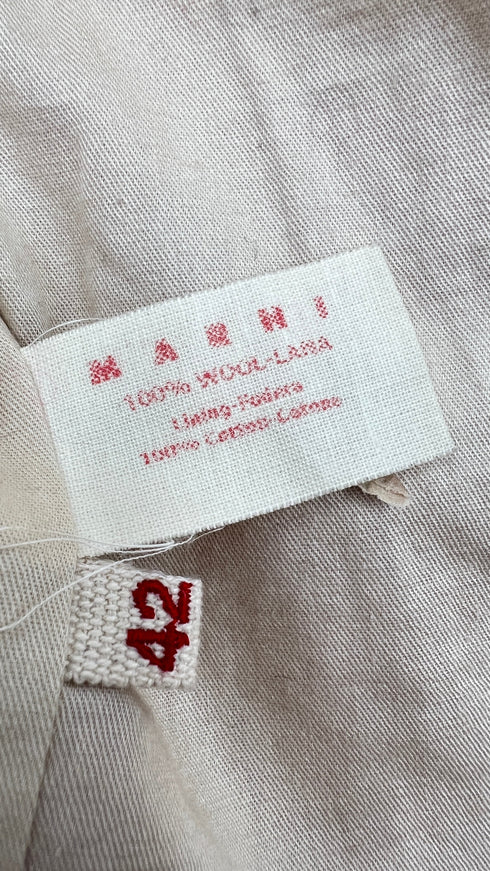 MARNI
100% WOOL-LANA
Lining-Fodera
100% Cotton-Cotone
42